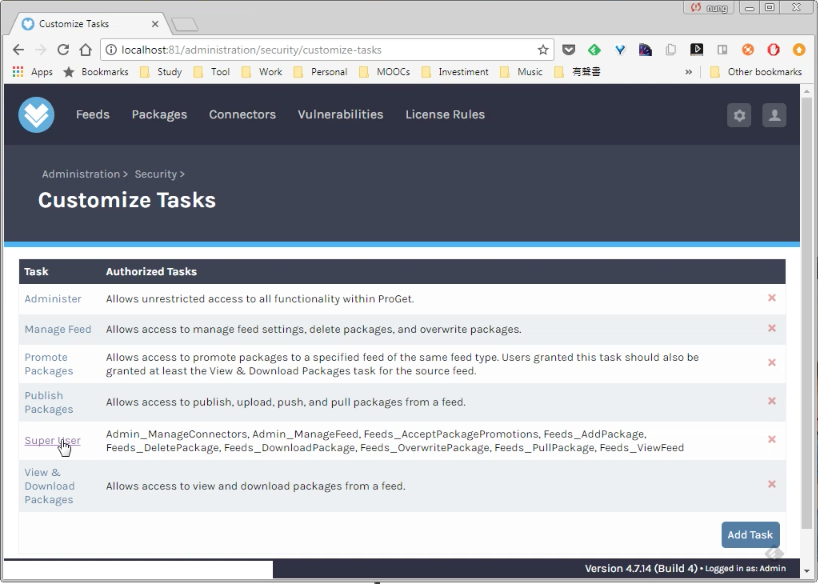 nung
Customize Tasks
localhost:81/administration/security/customize-tasks
Apps Bookmarks Study Tool Work Personal MOOCs Investiment Music 有聲書 » Other bookmarks
Feeds Packages Connectors Vulnerabilities License Rules
Administration > Security >
Customize Tasks
Task Authorized Tasks
Administer Allows unrestricted access to all functionality within ProGet.
Manage Feed Allows access to manage feed settings, delete packages, and overwrite packages.
Promote
Packages
Allows access to promote packages to a specified feed of the same feed type. Users granted this task should also be
granted at least the View & Download Packages task for the source feed.
Publish
Packages
Allows access to publish, upload, push, and pull packages from a feed.
Super User
Admin_ManageConnectors, Admin_ManageFeed, Feeds_AcceptPackagePromotions, Feeds_AddPackage,
Feeds_DeletePackage, Feeds_DownloadPackage, Feeds_OverwritePackage, Feeds_PullPackage, Feeds_ViewFeed
View &
Download
Packages
Allows access to view and download packages from a feed.
Add Task
Version 4.7.14 (Build 4) • Logged in as: Admin